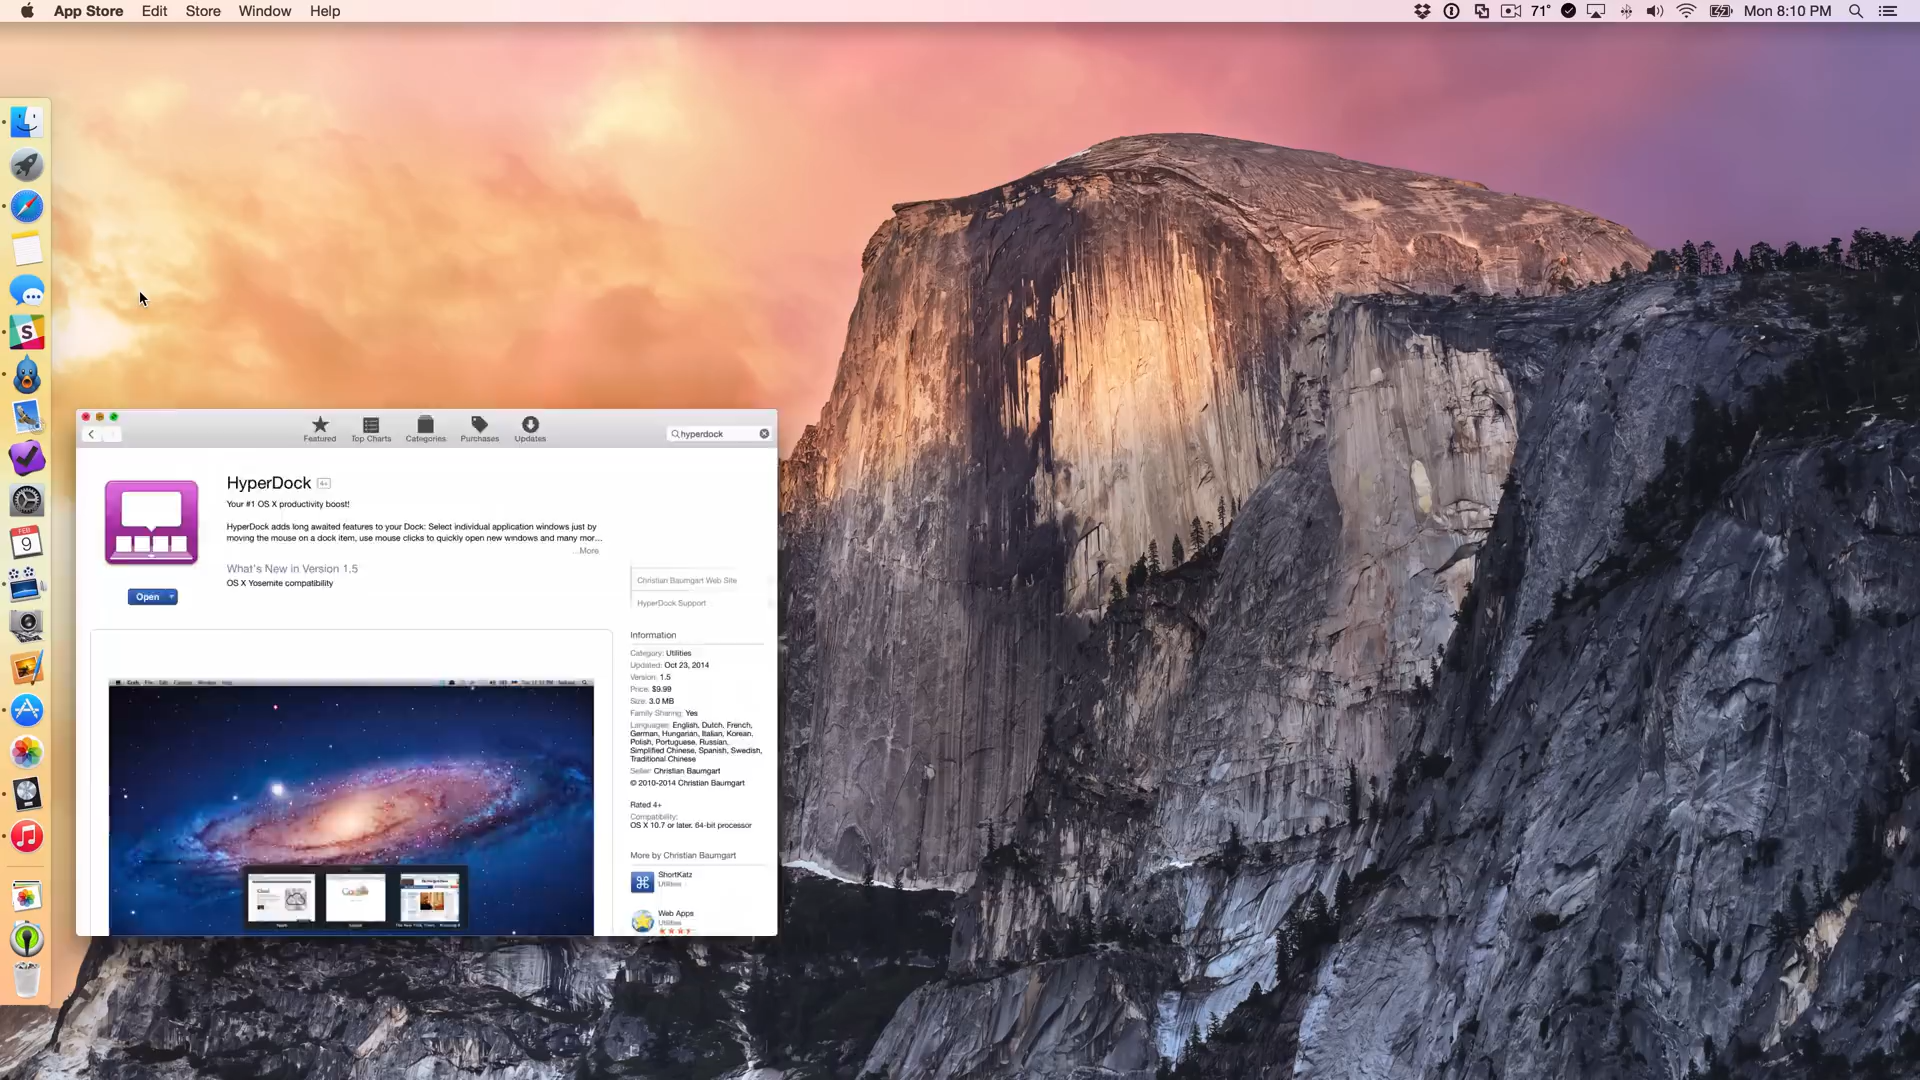 App Store Edit Store Window Help
71° Mon 8:10 PM
S
FEB
9
Featured Top Charts Categories Purchases Updates
hyperdock
HyperDock 4+
Your #1 OS X productivity boost!
HyperDock adds long awaited features to your Dock: Select individual application windows just by
moving the mouse on a dock item, use mouse clicks to quickly open new windows and many mor...
...More
What's New in Version 1.5
OS X Yosemite compatibility
Open
Christian Baumgart Web Site
HyperDock Support
Information
Category: Utilities
Updated: Oct 23, 2014
Version: 1.5
Price: $9.99
Size: 3.0 MB
Family Sharing: Yes
Languages: English, Dutch, French,
German, Hungarian, Italian, Korean,
Polish, Portuguese, Russian,
Simplified Chinese, Spanish, Swedish,
Traditional Chinese
Seller: Christian Baumgart
© 2010-2014 Christian Baumgart
Rated 4+
Compatibility:
OS X 10.7 or later, 64-bit processor
More by Christian Baumgart
ShortKatz
Utilities
Web Apps
Utilities